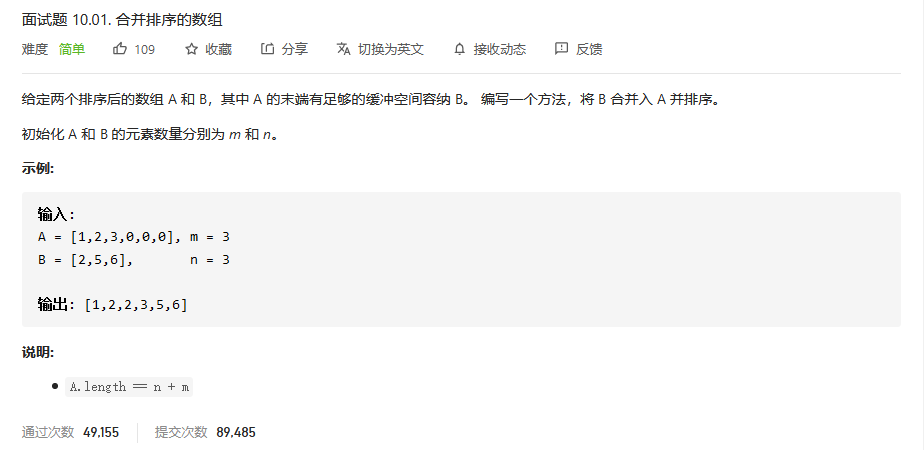 面试题 10.01. 合并排序的数组
难度 简单 109 收藏 分享 切换为英文 接收动态 反馈
给定两个排序后的数组 A 和 B，其中 A 的末端有足够的缓冲空间容纳 B。 编写一个方法，将 B 合并入 A 并排序。
初始化 A 和 B 的元素数量分别为 m 和 n。
示例:
输入:
A = [1,2,3,0,0,0], m = 3
B = [2,5,6],       n = 3
输出: [1,2,2,3,5,6]
说明:
A.length == n + m
通过次数 49,155 提交次数 89,485